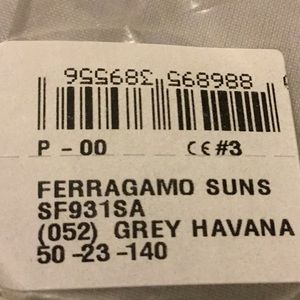 886895 389556
P - 00 CE #3
FERRAGAMO SUNS
SF931SA
(052) GREY HAVANA
50 -23 -140